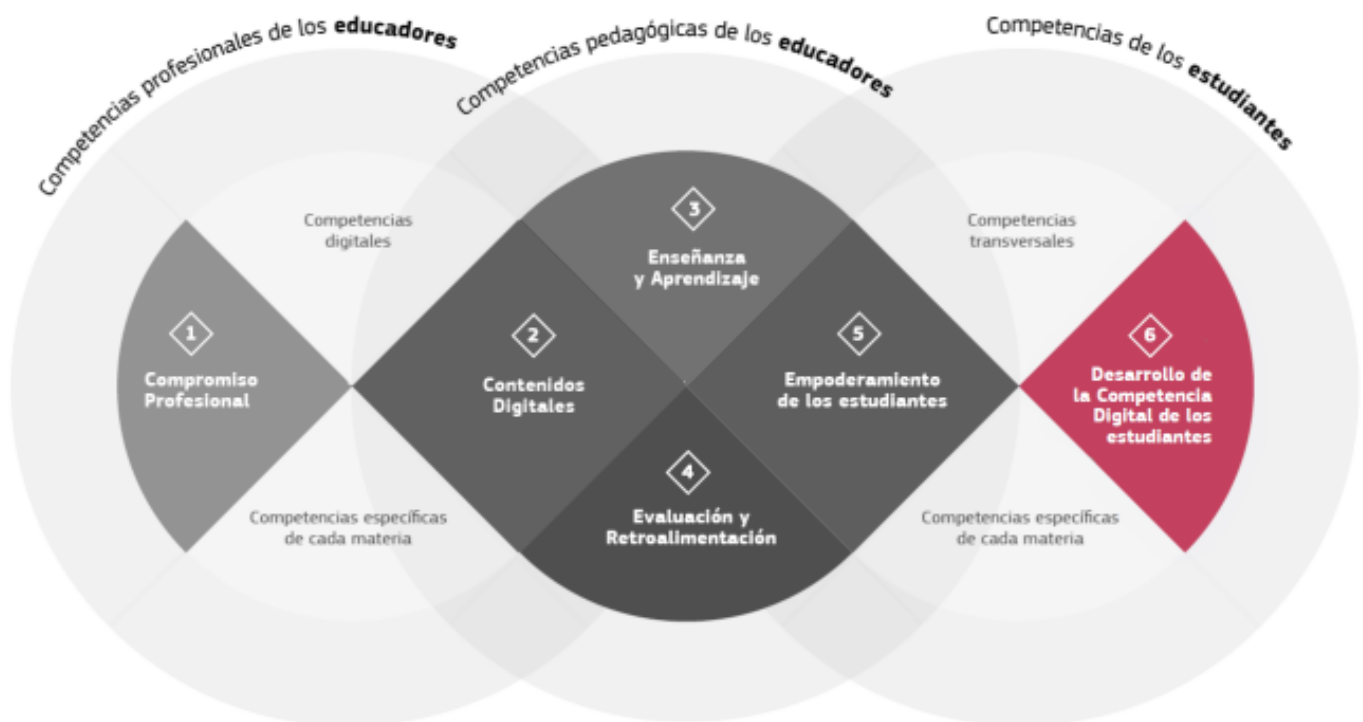 Competencias profesionales de los educadores
Competencias pedagógicas de los educadores
Competencias de los estudiantes
Competencias
digitales
Competencias
transversales
1
Compromiso
Profesional
2
Contenidos
Digitales
3
Enseñanza
y Aprendizaje
4
Evaluación y
Retroalimentación
5
Empoderamiento
de los estudiantes
6
Desarrollo de
la Competencia
Digital de los
estudiantes
Competencias específicas
de cada materia
Competencias específicas
de cada materia